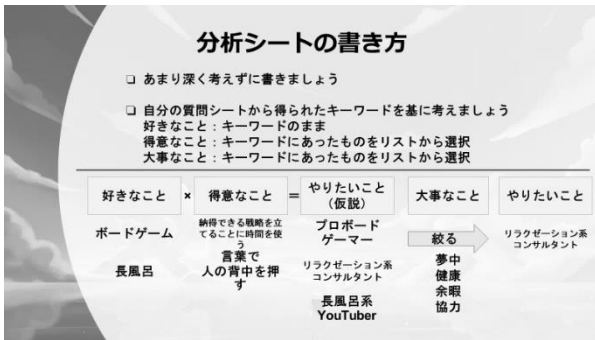 分析シートの書き方
□ あまり深く考えずに書きましょう
□ 自分の質問シートから得られたキーワードを基に考えましょう
好きなこと：キーワードのまま
得意なこと：キーワードにあったものをリストから選択
大事なこと：キーワードにあったものをリストから選択
好きなこと × 得意なこと = やりたいこと
（仮説）
大事なこと
やりたいこと
ボードゲーム
長風呂
納得できる戦略を立
てることに時間を使
う
言葉で
人の背中を押
す
プロボード
ゲーマー
リラクゼーション系
コンサルタント
長風呂系
YouTuber
絞る
夢中
健康
余暇
協力
リラクゼーション系
コンサルタント